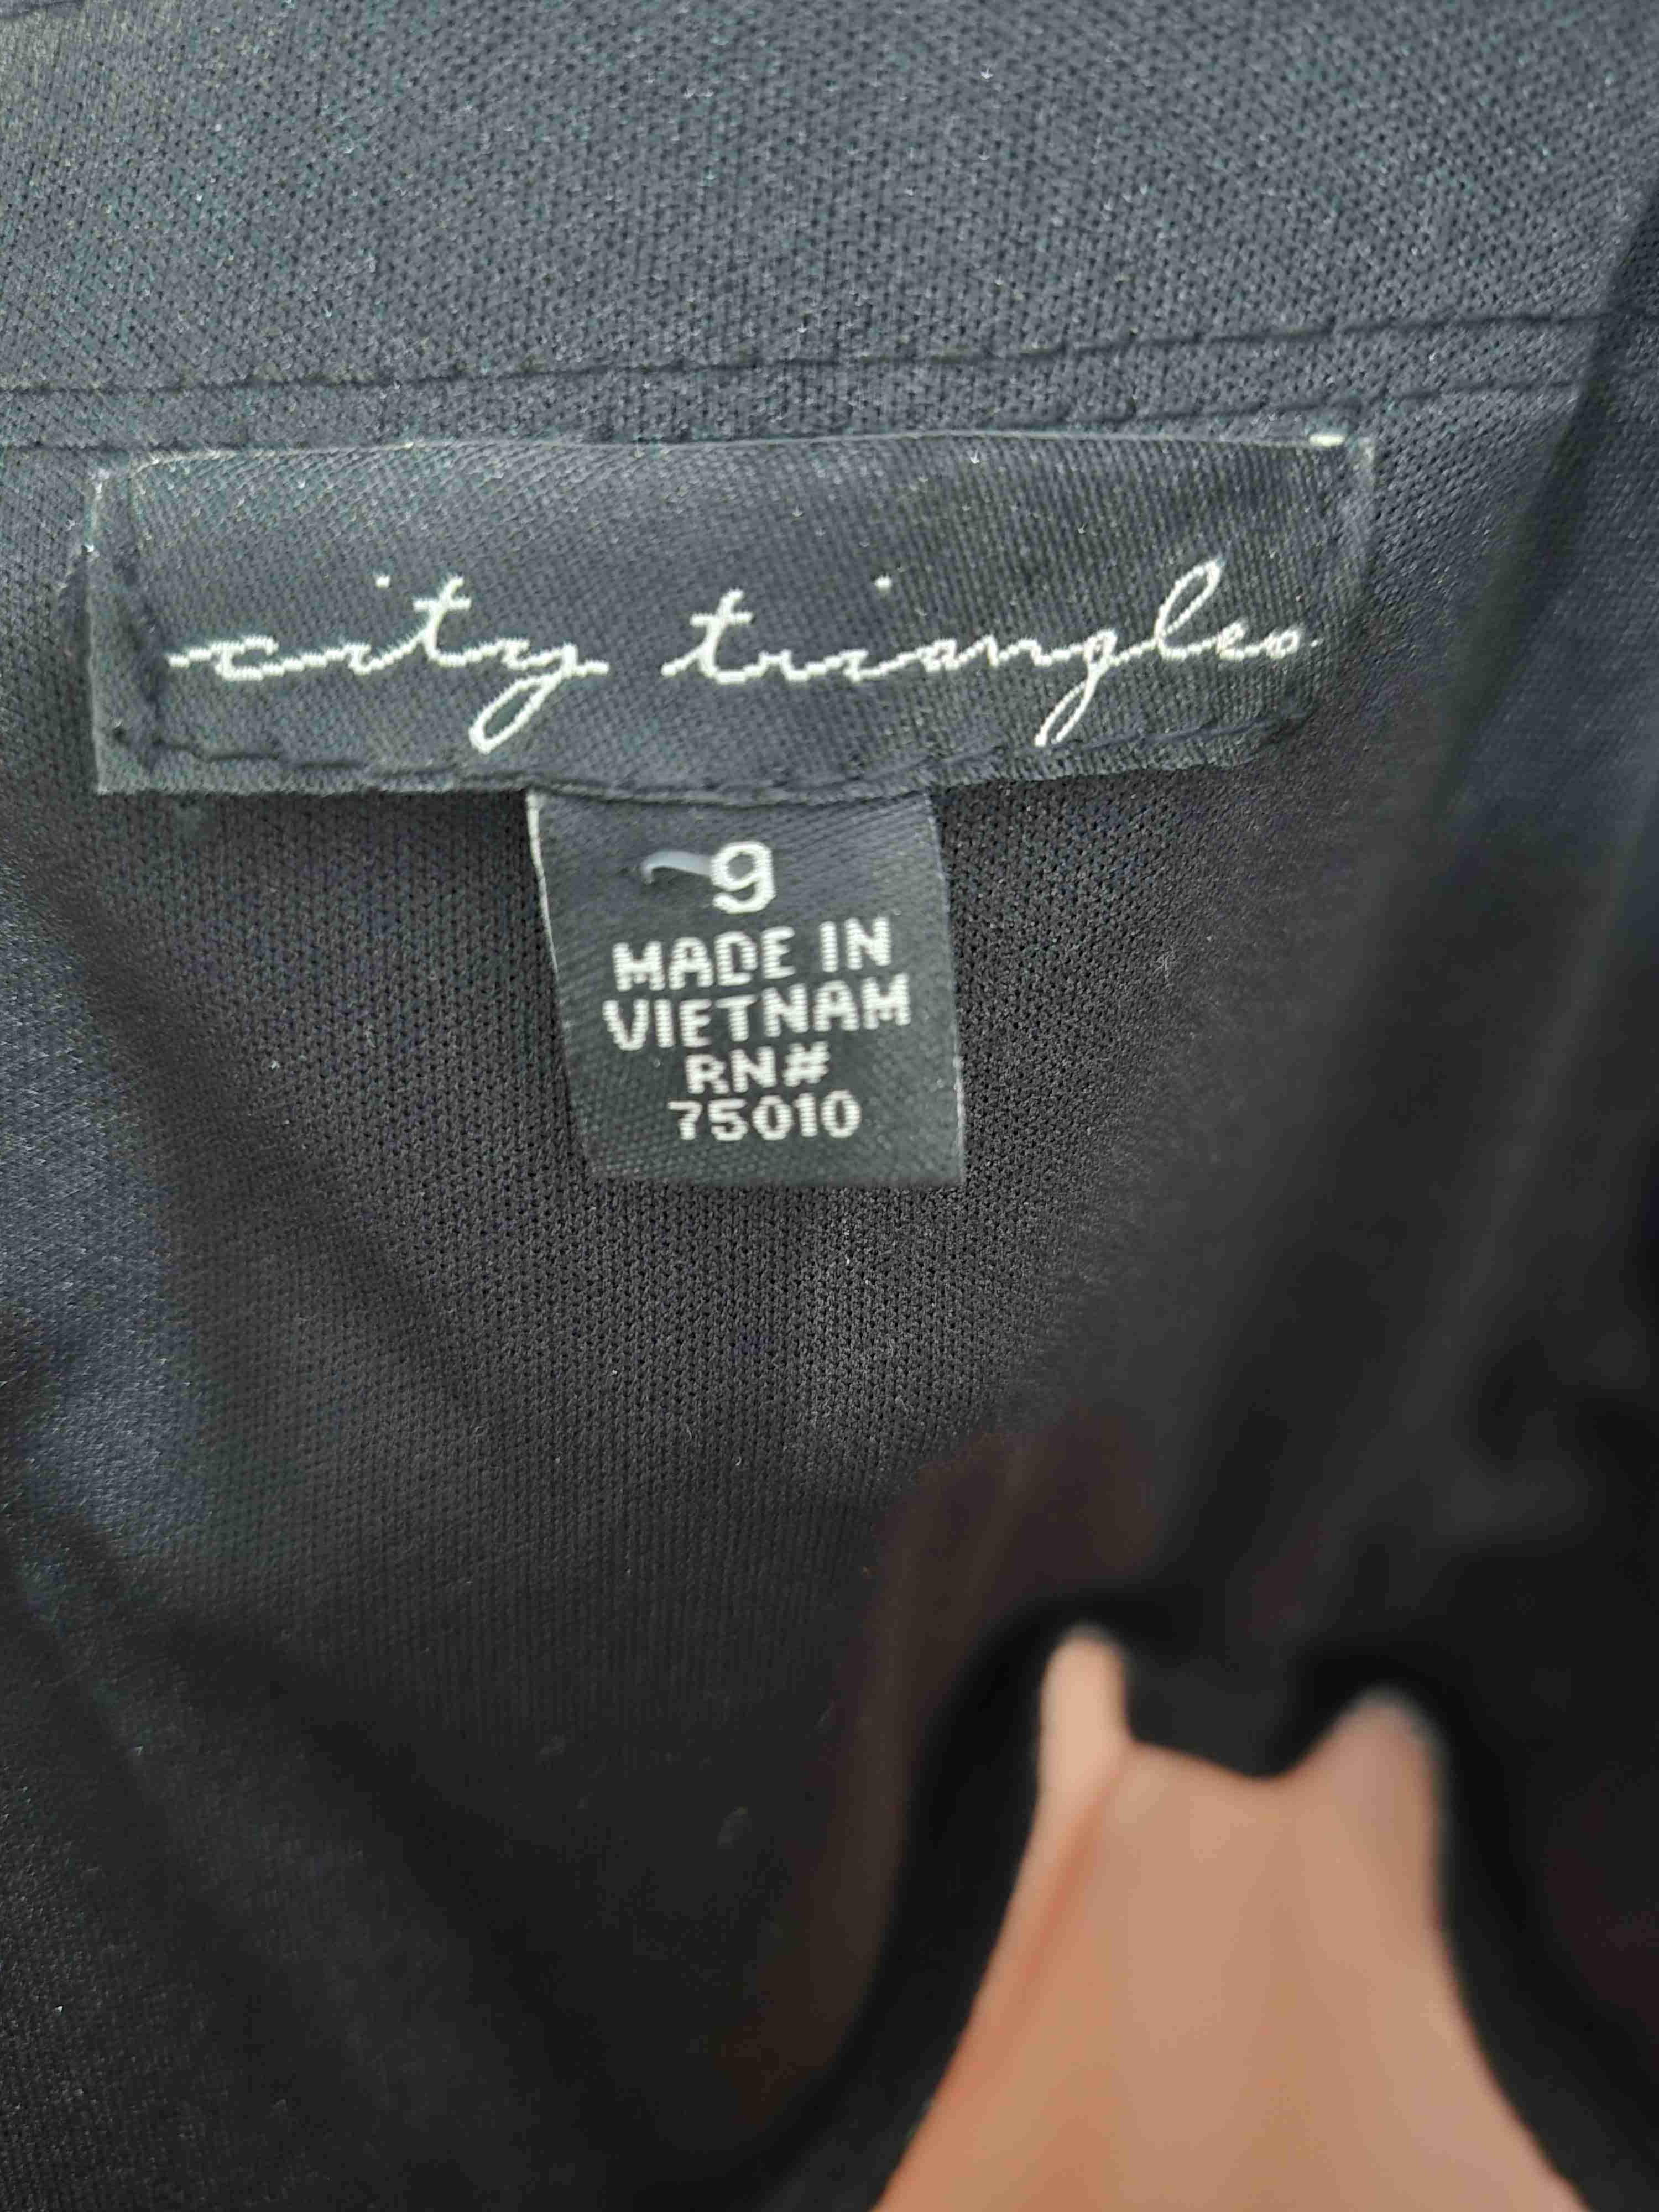 city triangles
9
MADE IN
VIETNAM
RN#
75010